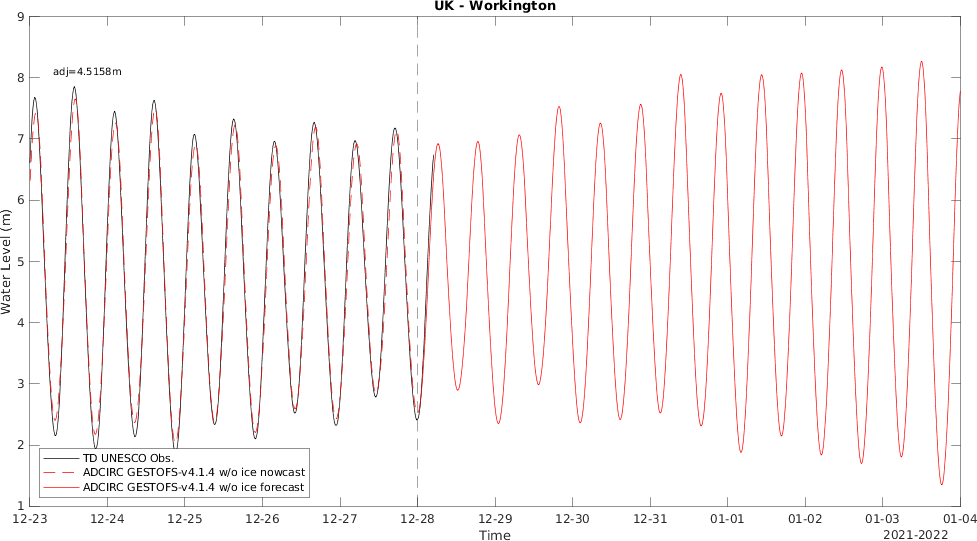 UK - Workington
9
8
7
6
5
4
3
2
1
Water Level (m)
adj=4.5158m
TD UNESCO Obs.
ADCIRC GESTOFS-v4.1.4 w/o ice nowcast
ADCIRC GESTOFS-v4.1.4 w/o ice forecast
12-23 12-24 12-25 12-26 12-27 12-28 12-29 12-30 12-31 01-01 01-02 01-03 01-04
Time
2021-2022